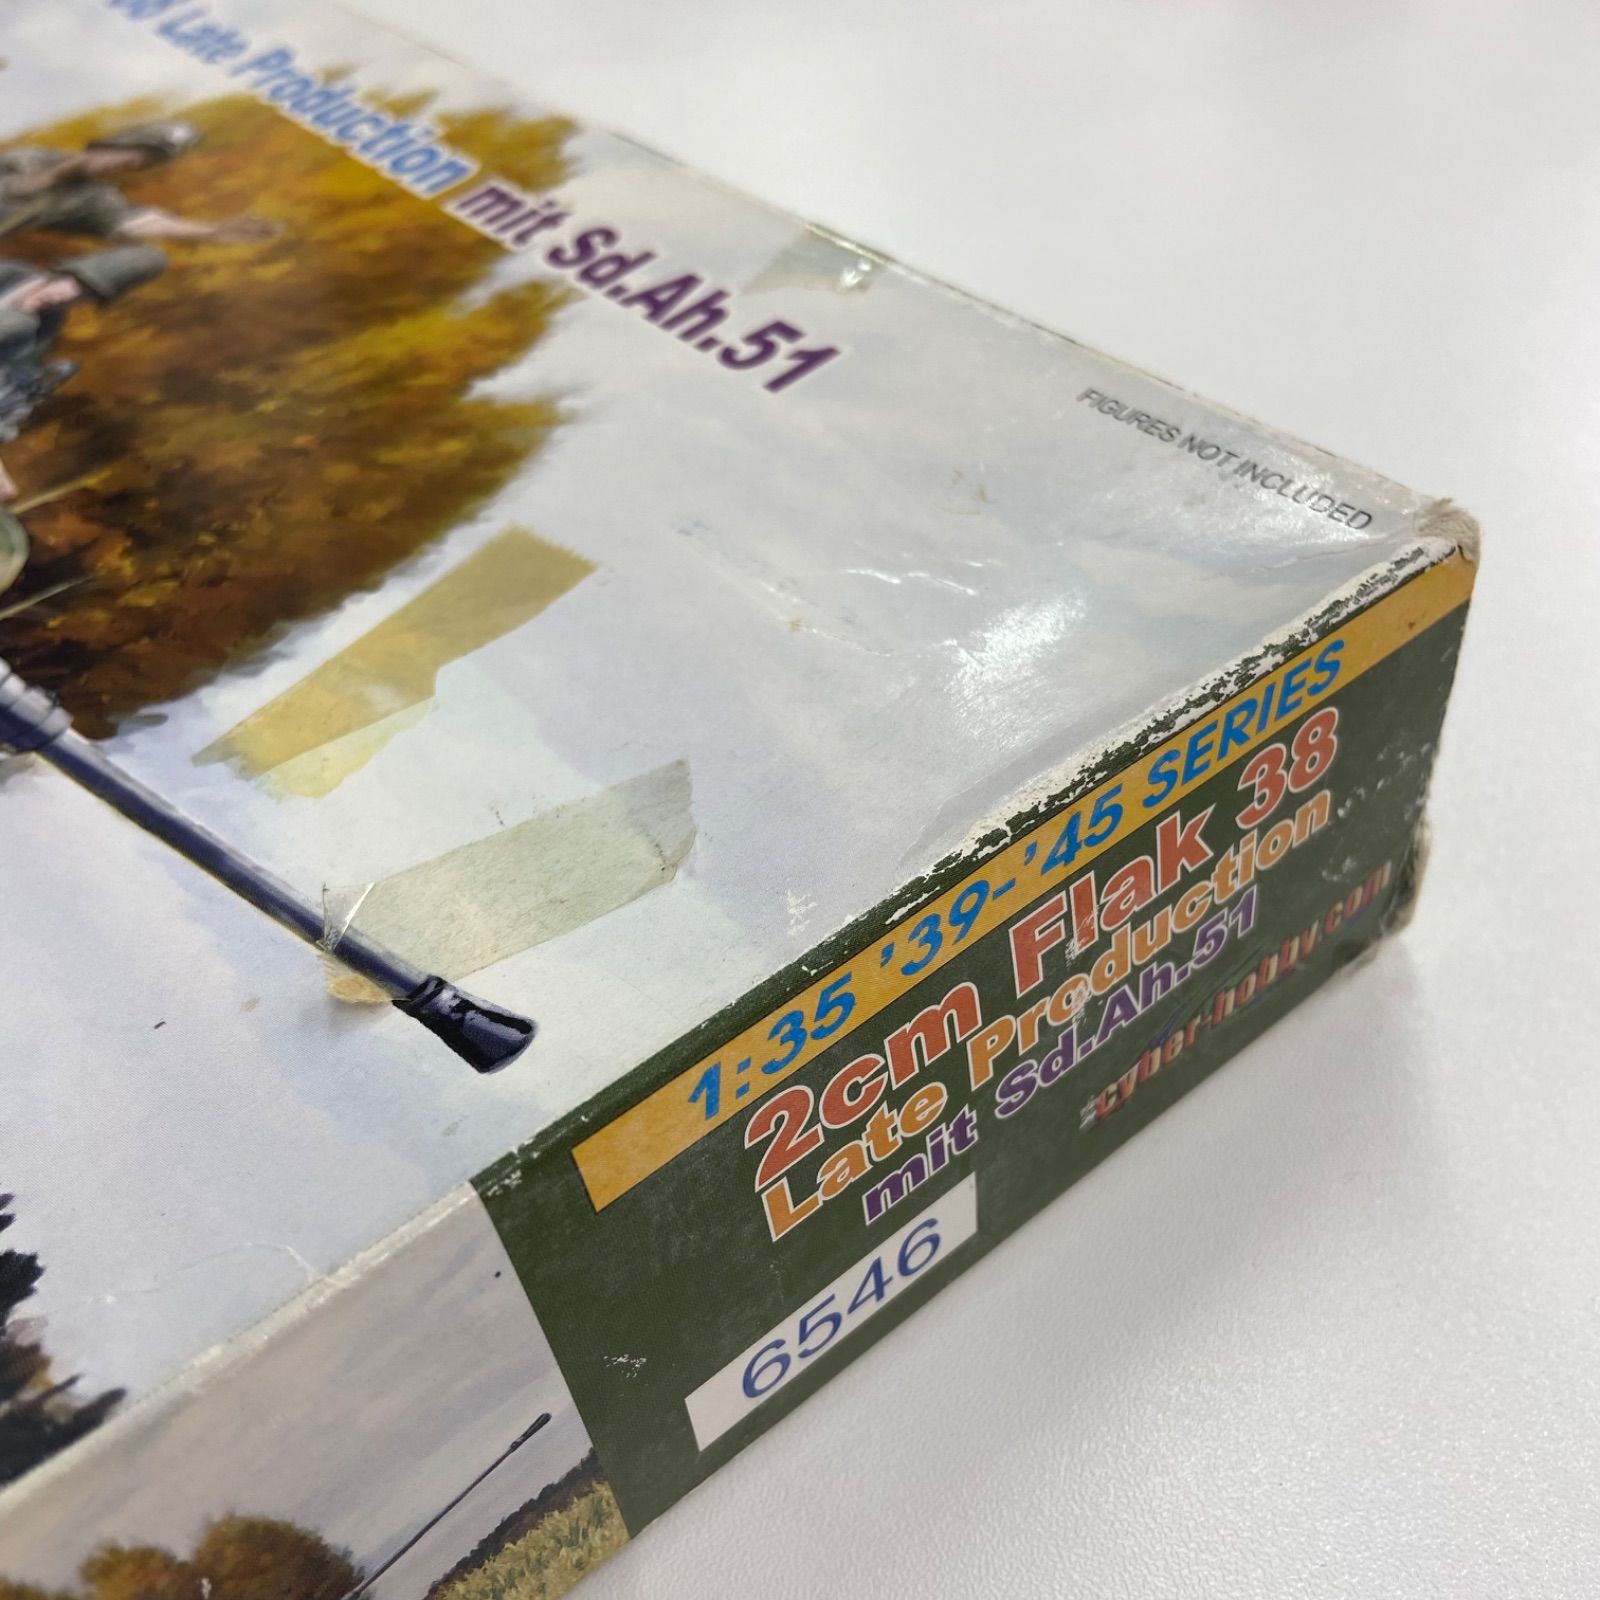 Late Production mit Sd.Ah.51
FIGURES NOT INCLUDED
1:35 '39-'45 SERIES
2cm Flak 38
Late Production
mit Sd.Ah.51
cyber-hobby.com
6546